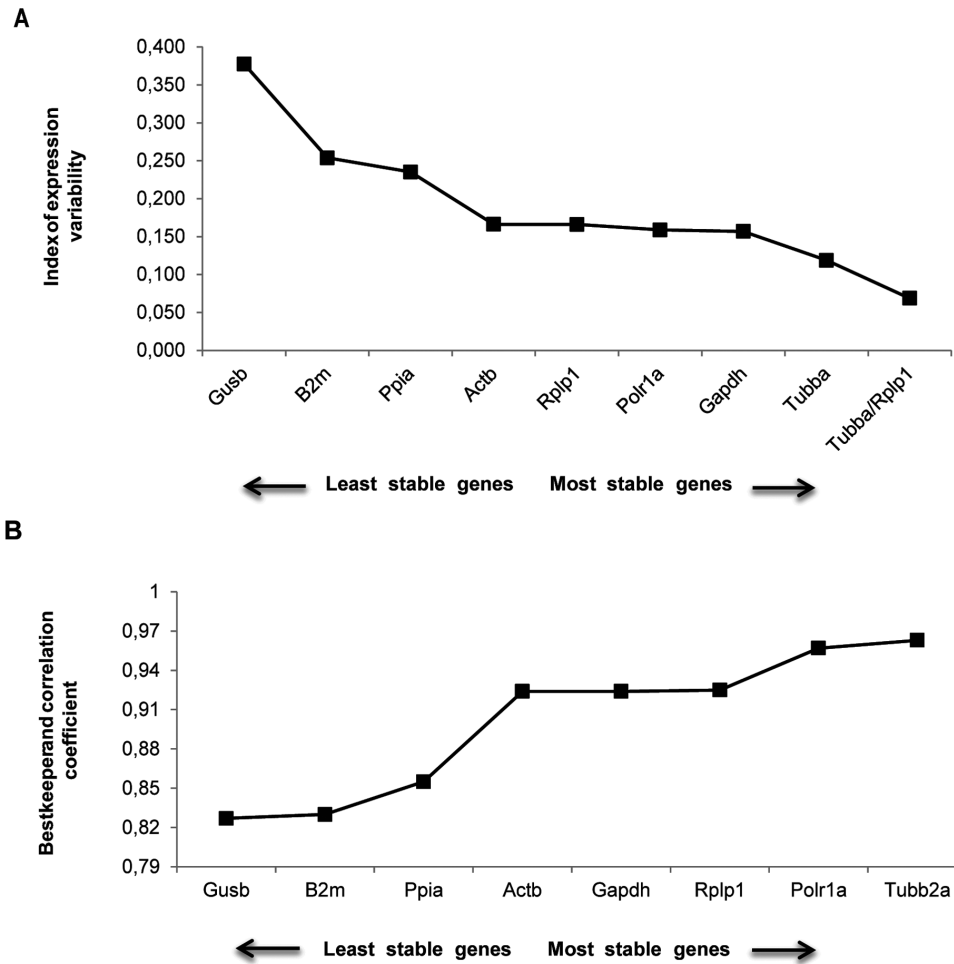 A
Index of expression
variability
0,400
0,350
0,300
0,250
0,200
0,150
0,100
0,050
0,000
Gusb
B2m
Ppia
Actb
Rplp1
Polr1a
Gapdh
Tubba
Tubba/Rplp1
Least stable genes Most stable genes
B
Bestkeeperand correlation
coefficient
1
0,97
0,94
0,91
0,88
0,85
0,82
0,79
Gusb B2m Ppia Actb Gapdh Rplp1 Polr1a Tubb2a
Least stable genes Most stable genes